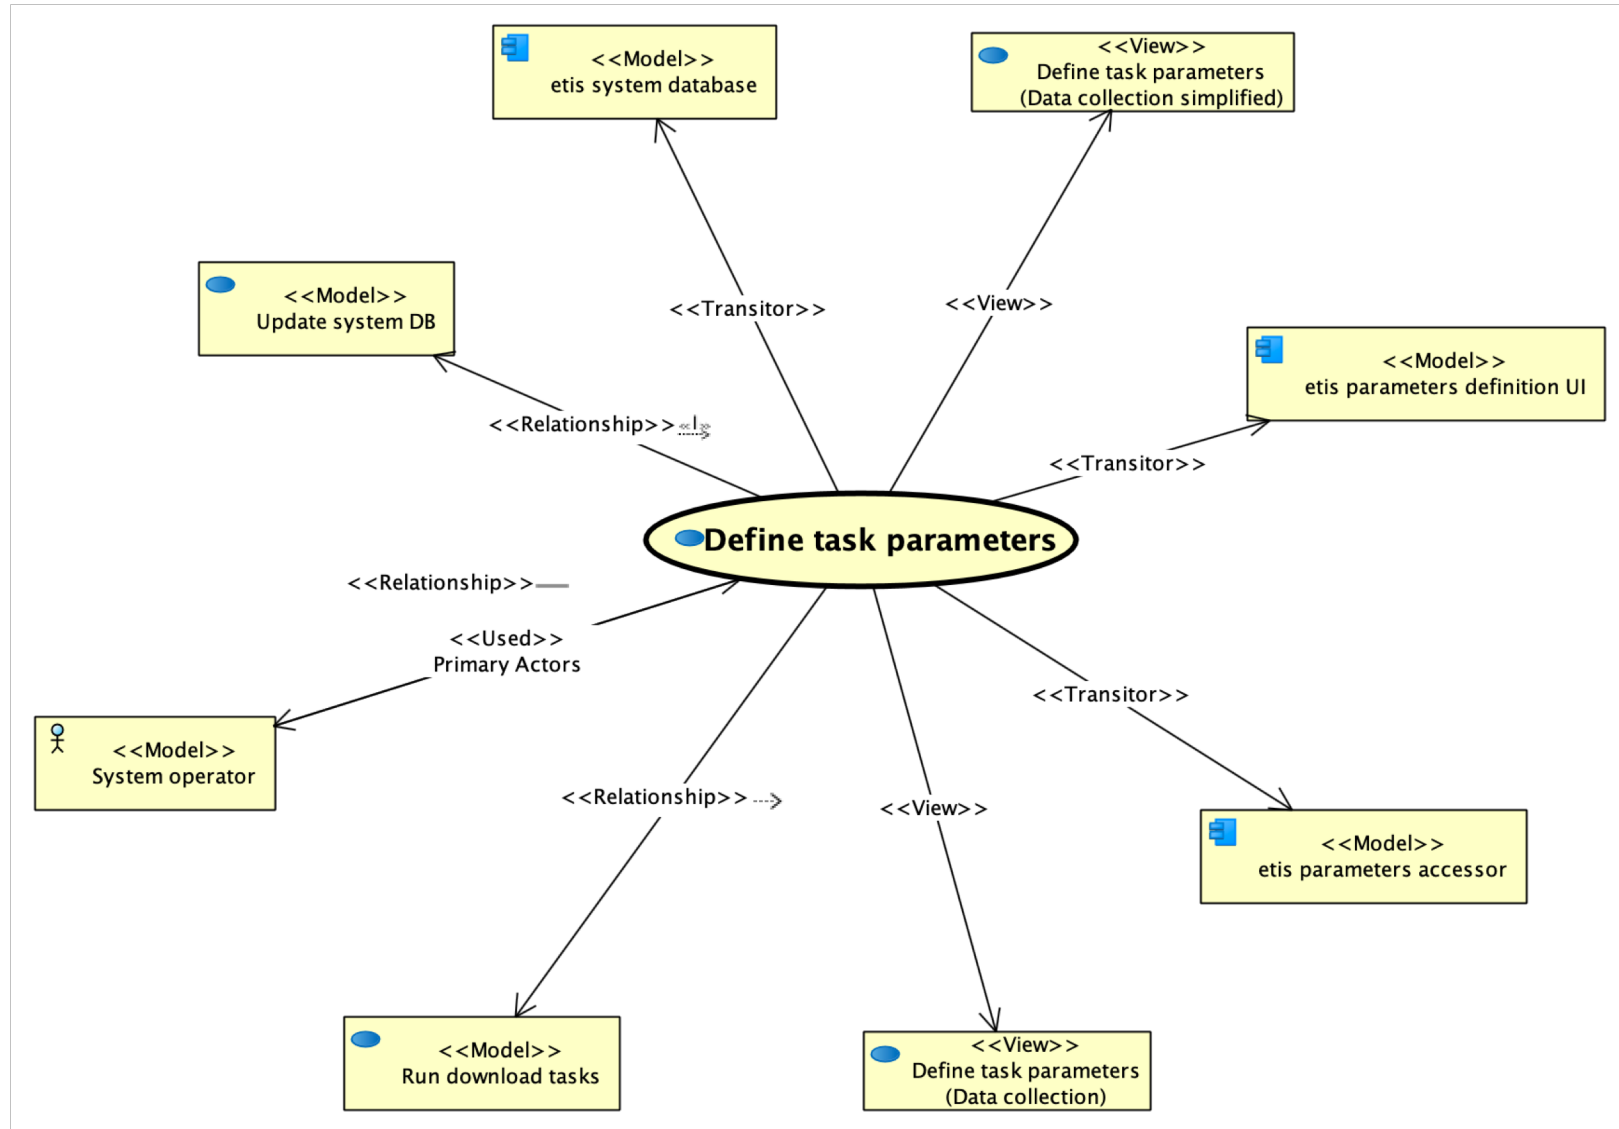 <<Model>>
etis system database
<<View>>
Define task parameters
(Data collection simplified)
<<Model>>
Update system DB
<<Transitor>>
<<View>>
<<Model>>
etis parameters definition UI
<<Relationship>> «I»
<<Transitor>>
Define task parameters
<<Relationship>>
<<Used>>
Primary Actors
<<Transitor>>
<<Model>>
System operator
<<Relationship>>
<<View>>
<<Model>>
etis parameters accessor
<<Model>>
Run download tasks
<<View>>
Define task parameters
(Data collection)